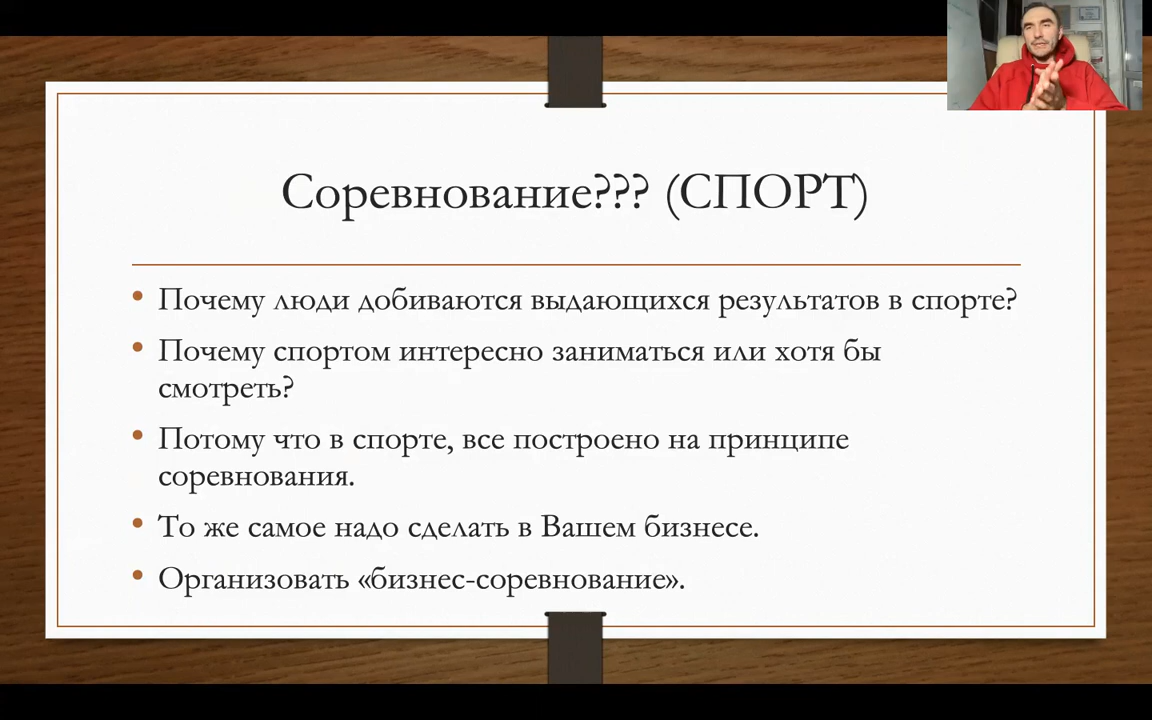 Соревнование??? (СПОРТ)
• Почему люди добиваются выдающихся результатов в спорте?
• Почему спортом интересно заниматься или хотя бы
смотреть?
• Потому что в спорте, все построено на принципе
соревнования.
• То же самое надо сделать в Вашем бизнесе.
• Организовать «бизнес-соревнование».